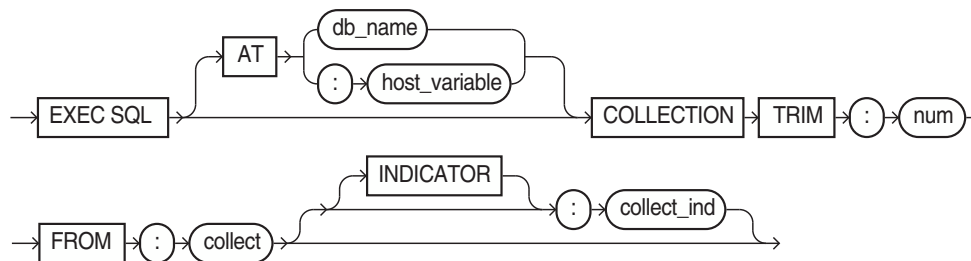 db_name
AT
: host_variable
EXEC SQL COLLECTION TRIM : num
INDICATOR
: collect_ind
FROM : collect